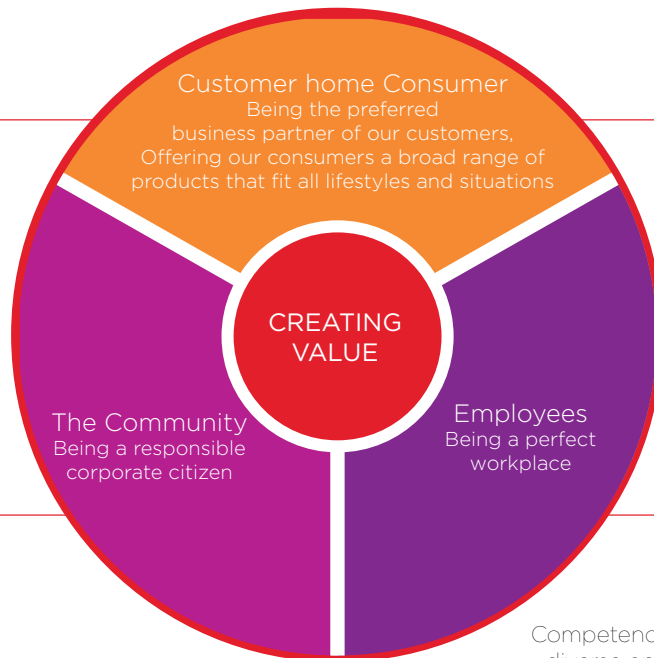 Customer home Consumer
Being the preferred
business partner of our customers,
Offering our consumers a broad range of
products that fit all lifestyles and situations
CREATING
VALUE
The Community
Being a responsible
corporate citizen
Employees
Being a perfect
workplace